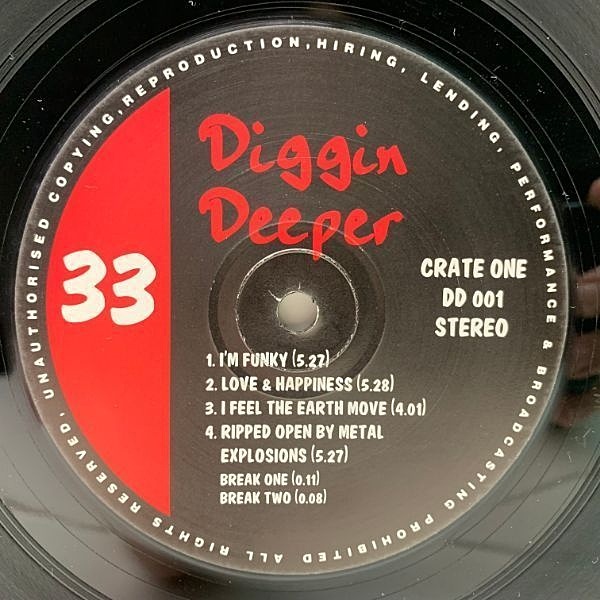 UNAUTHORISED COPYING, REPRODUCTION, HIRING, LENDING, PERFORMANCE & BROADCASTING PROHIBITED ALL RIGHTS RESERVED,
Diggin
Deeper
33
CRATE ONE
DD 001
STEREO
1. I'M FUNKY (5.27)
2. LOVE & HAPPINESS (5.28)
3. I FEEL THE EARTH MOVE (4.01)
4. RIPPED OPEN BY METAL
EXPLOSIONS (5.27)
BREAK ONE (0.11)
BREAK TWO (0.08)